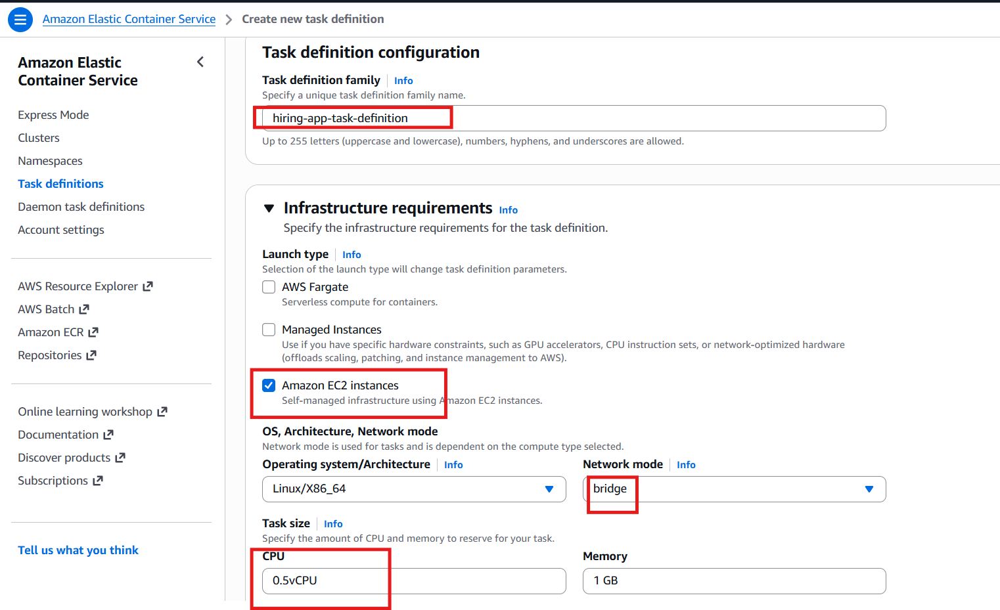 Amazon Elastic Container Service > Create new task definition
Amazon Elastic
Container Service
Express Mode
Clusters
Namespaces
Task definitions
Daemon task definitions
Account settings
AWS Resource Explorer
AWS Batch
Amazon ECR
Repositories
Online learning workshop
Documentation
Discover products
Subscriptions
Tell us what you think
Task definition configuration
Task definition family | Info
Specify a unique task definition family name.
hiring-app-task-definition
Up to 255 letters (uppercase and lowercase), numbers, hyphens, and underscores are allowed.
Infrastructure requirements Info
Specify the infrastructure requirements for the task definition.
Launch type | Info
Selection of the launch type will change task definition parameters.
AWS Fargate
Serverless compute for containers.
Managed Instances
Use if you have specific hardware constraints, such as GPU accelerators, CPU instruction sets, or network-optimized hardware
(offloads scaling, patching, and instance management to AWS).
Amazon EC2 instances
Self-managed infrastructure using Amazon EC2 instances.
OS, Architecture, Network mode
Network mode is used for tasks and is dependent on the compute type selected.
Operating system/Architecture | Info
Linux/X86_64
Network mode | Info
bridge
Task size | Info
Specify the amount of CPU and memory to reserve for your task.
CPU
0.5vCPU
Memory
1 GB